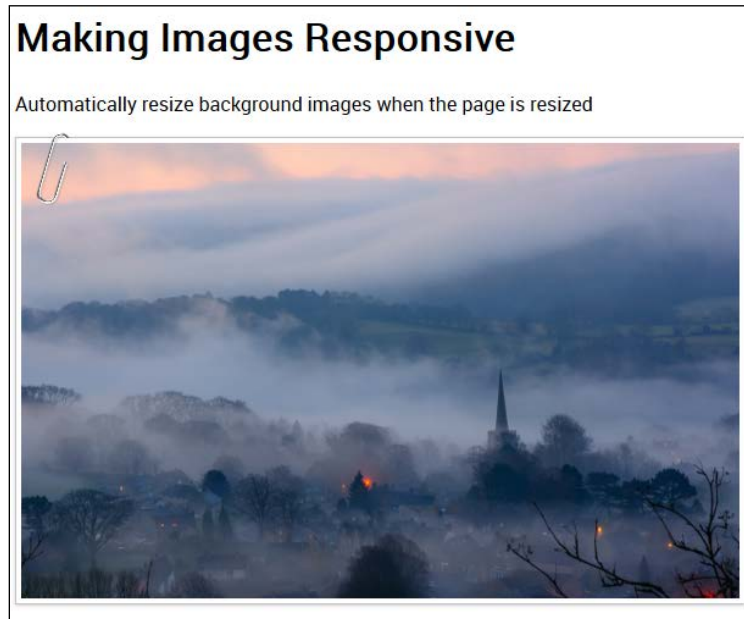 Making Images Responsive
Automatically resize background images when the page is resized